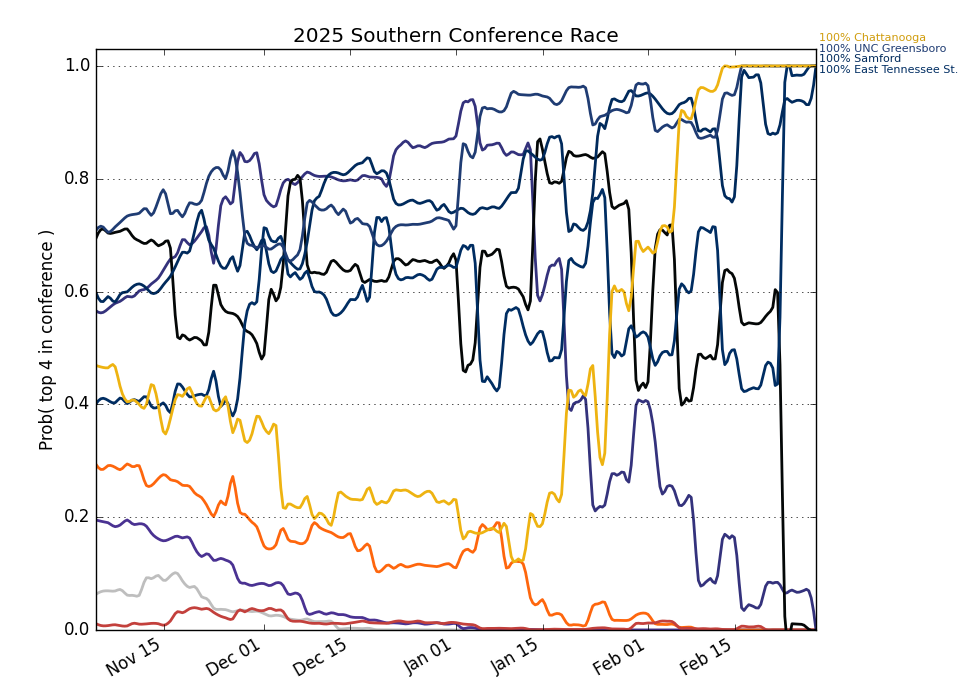 2025 Southern Conference Race
100% Chattanooga
100% UNC Greensboro
100% Samford
100% East Tennessee St.
Prob( top 4 in conference )
1.0
0.8
0.6
0.4
0.2
0.0
Nov 15
Dec 01
Dec 15
Jan 01
Jan 15
Feb 01
Feb 15